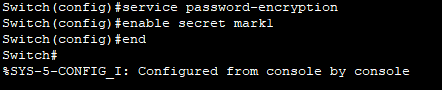 Switch(config)#service password-encryption
Switch(config)#enable secret mark1
Switch(config)#end
Switch#
%SYS-5-CONFIG_I: Configured from console by console